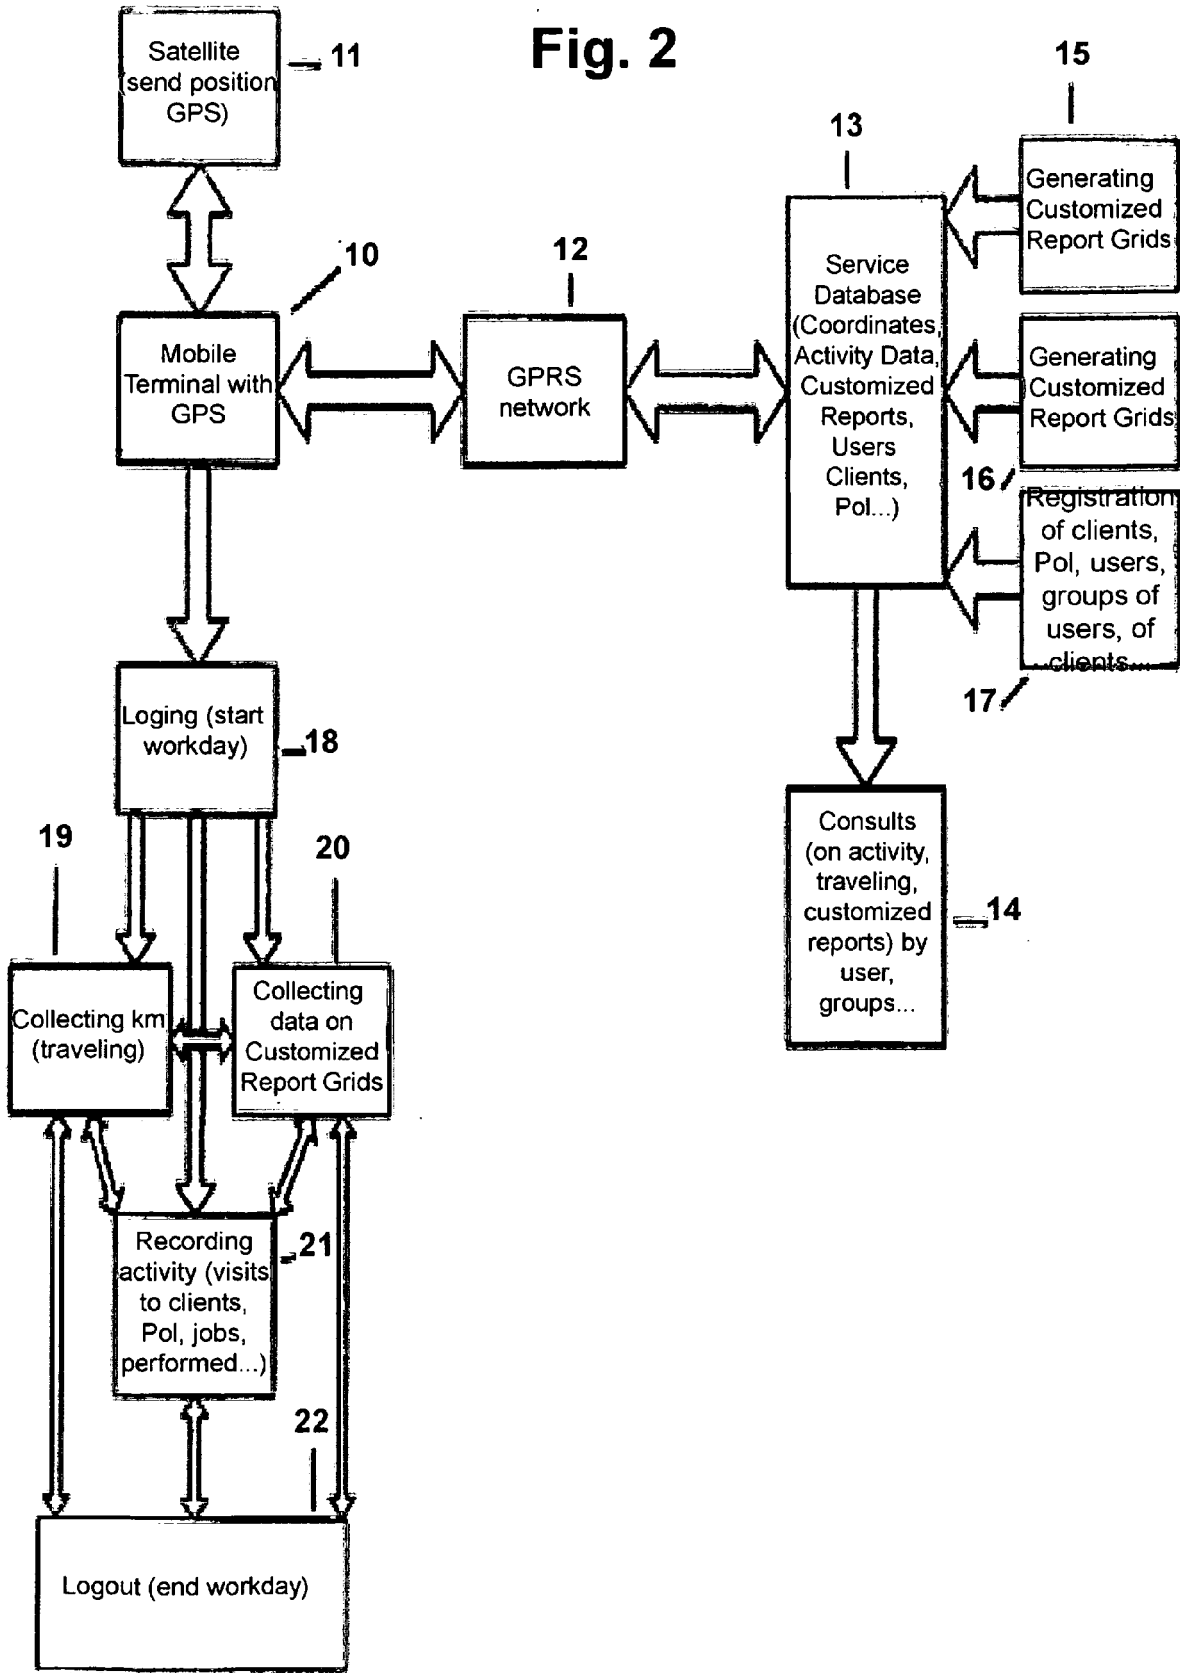 Fig. 2
Satellite
(send position
GPS)
11
10
Mobile
Terminal with
GPS
12
GPRS
network
13
Service
Database
(Coordinates,
Activity Data,
Customized
Reports,
Users
Clients,
Pol...)
15
Generating
Customized
Report Grids
Generating
Customized
Report Grids
16
Registration
of clients,
Pol, users,
groups of
users, of
clients...
17
Loging (start
workday)
18
19
Collecting km
(traveling)
20
Collecting
data on
Customized
Report Grids
Consults
(on activity,
traveling,
customized
reports) by
user,
groups...
14
Recording
activity (visits
to clients,
Pol, jobs,
performed...)
21
22
Logout (end workday)